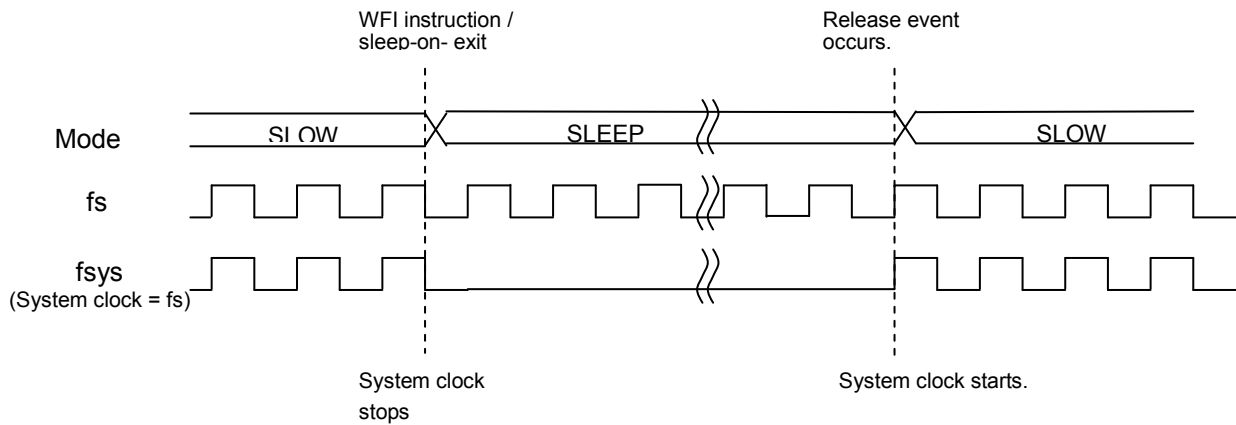 WFI instruction /
sleep-on- exit
Release event
occurs.
Mode
SLOW
SLEEP
SLOW
fs
fsys
(System clock = fs)
System clock
stops
System clock starts.